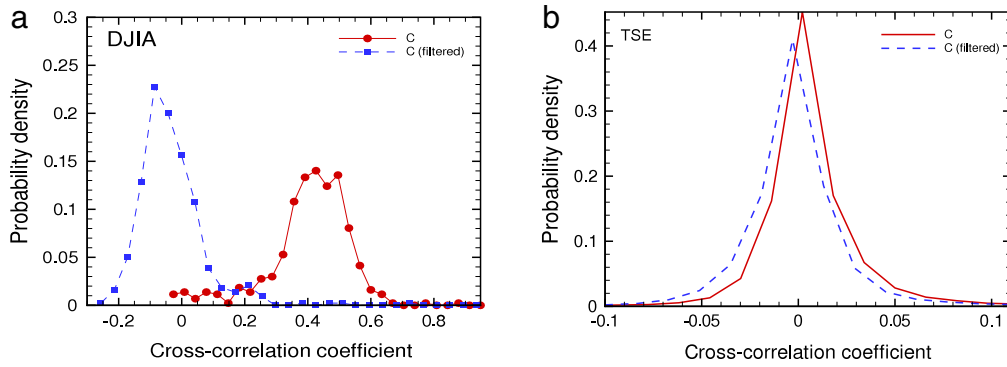 a
DJIA
C
C (filtered)
0.3
0.25
0.2
0.15
0.1
0.05
0
-0.2
0
0.2
0.4
0.6
0.8
Probability density
Cross-correlation coefficient
b
TSE
C
C (filtered)
0.4
0.3
0.2
0.1
0
-0.1
-0.05
0
0.05
0.1
Probability density
Cross-correlation coefficient